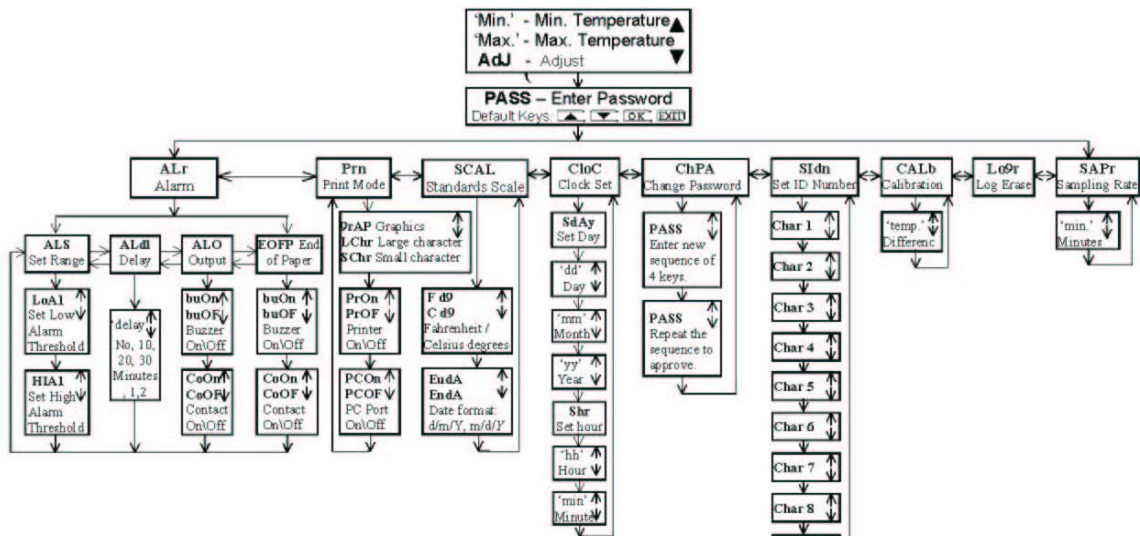 'Min.' - Min. Temperature
'Max.' - Max. Temperature
AdJ - Adjust
PASS – Enter Password
Default Keys: OK EXIT
ALr
Alarm
Prn
Print Mode
SCAL
Standards Scale
CloC
Clock Set
ChPA
Change Password
SIdn
Set ID Number
CALb
Calibration
Lo9r
Log Erase
SAPr
Sampling Rate
ALS
Set Range
ALdl
Delay
ALO
Output
EOFP End
of Paper
LoA1
Set Low
Alarm
Threshold
HIA1
Set High
Alarm
Threshold
'delay'
No, 10,
20, 30
Minutes
, 1,2
buOn
buOF
Buzzer
On\Off
CoOn
CoOF
Contact
On\Off
buOn
buOF
Buzzer
On\Off
CoOn
CoOF
Contact
On\Off
9rAP Graphics
LChr Large character
SChr Small character
PrOn
PrOF
Printer
On\Off
PCOn
PCOF
PC Port
On\Off
F d9
C d9
Fahrenheit /
Celsius degrees
EudA
EndA
Date format:
d/m/Y, m/d/Y
SdAy
Set Day
'dd'
Day
'mm'
Month
'yy'
Year
Shr
Set hour
'hh'
Hour
'min'
Minute
PASS
Enter new
sequence of
4 keys.
PASS
Repeat the
sequence to
approve.
Char 1
Char 2
Char 3
Char 4
Char 5
Char 6
Char 7
Char 8
'temp.'
Differenc
'min.'
Minutes